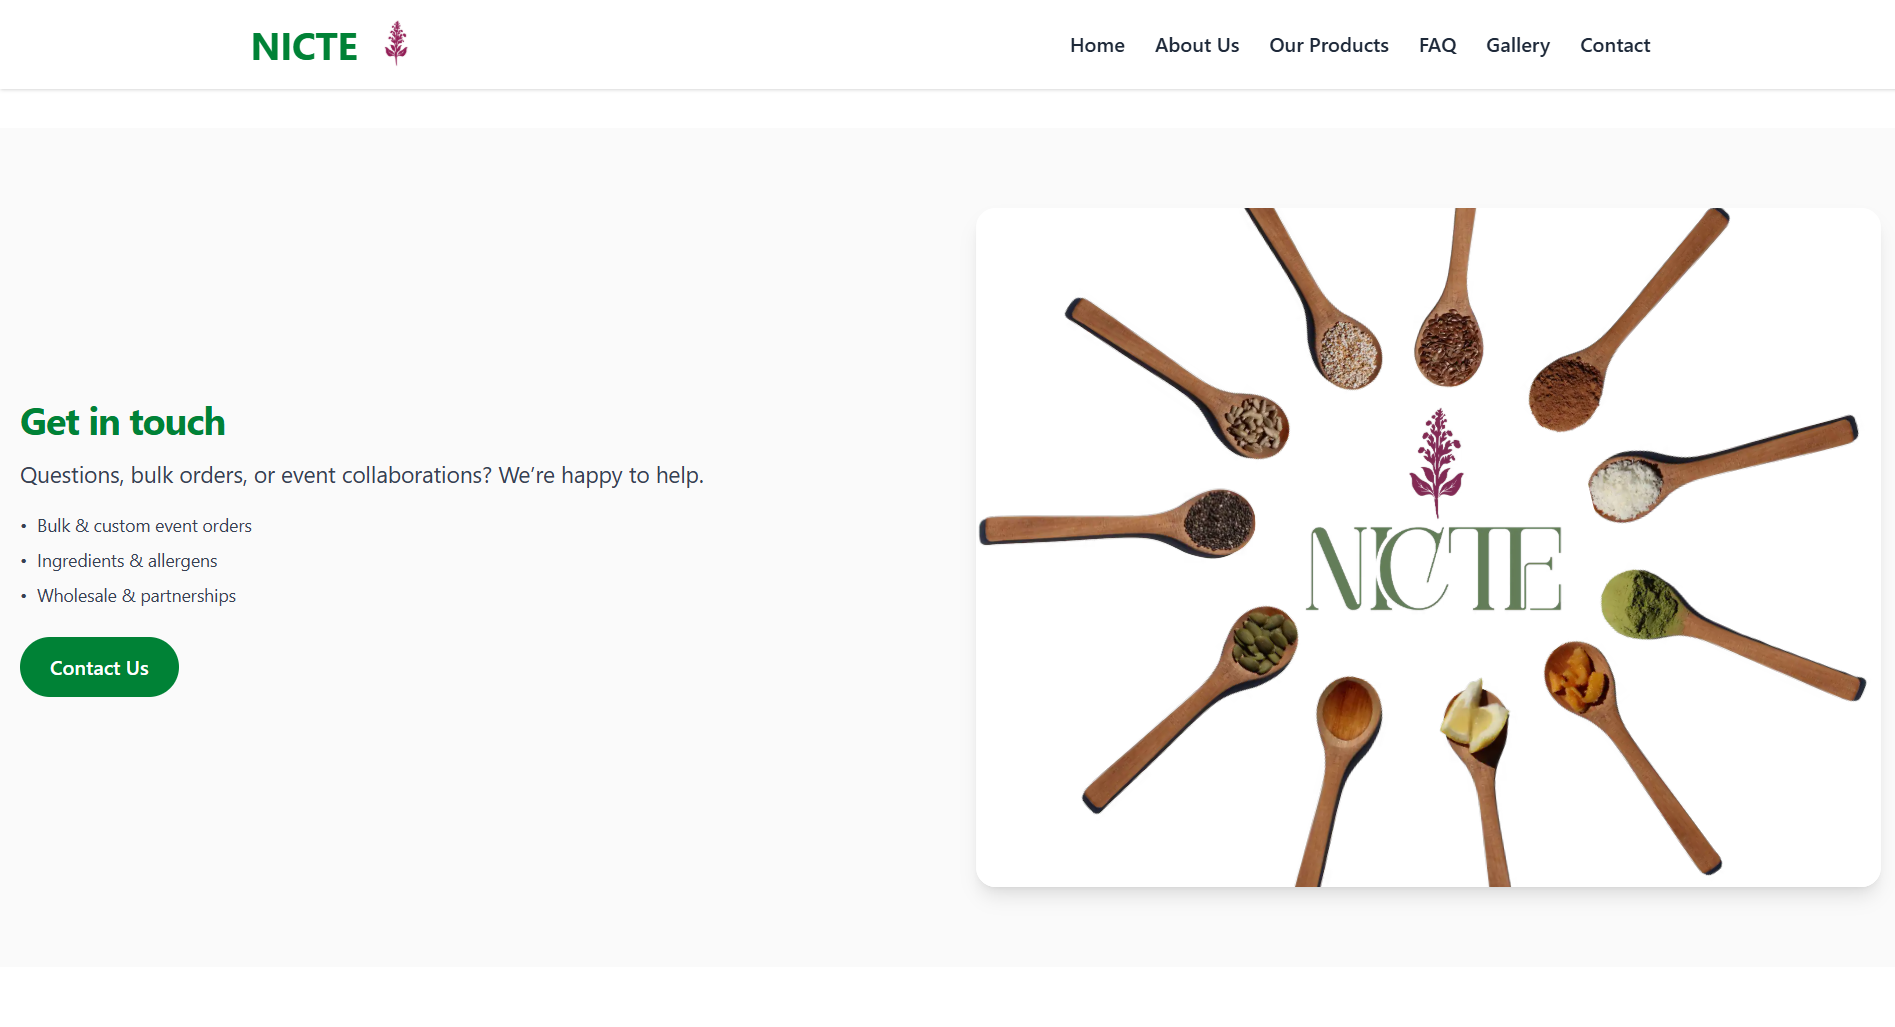 NICTE
Home About Us Our Products FAQ Gallery Contact
Get in touch
Questions, bulk orders, or event collaborations? We’re happy to help.
• Bulk & custom event orders
• Ingredients & allergens
• Wholesale & partnerships
Contact Us
NICTE